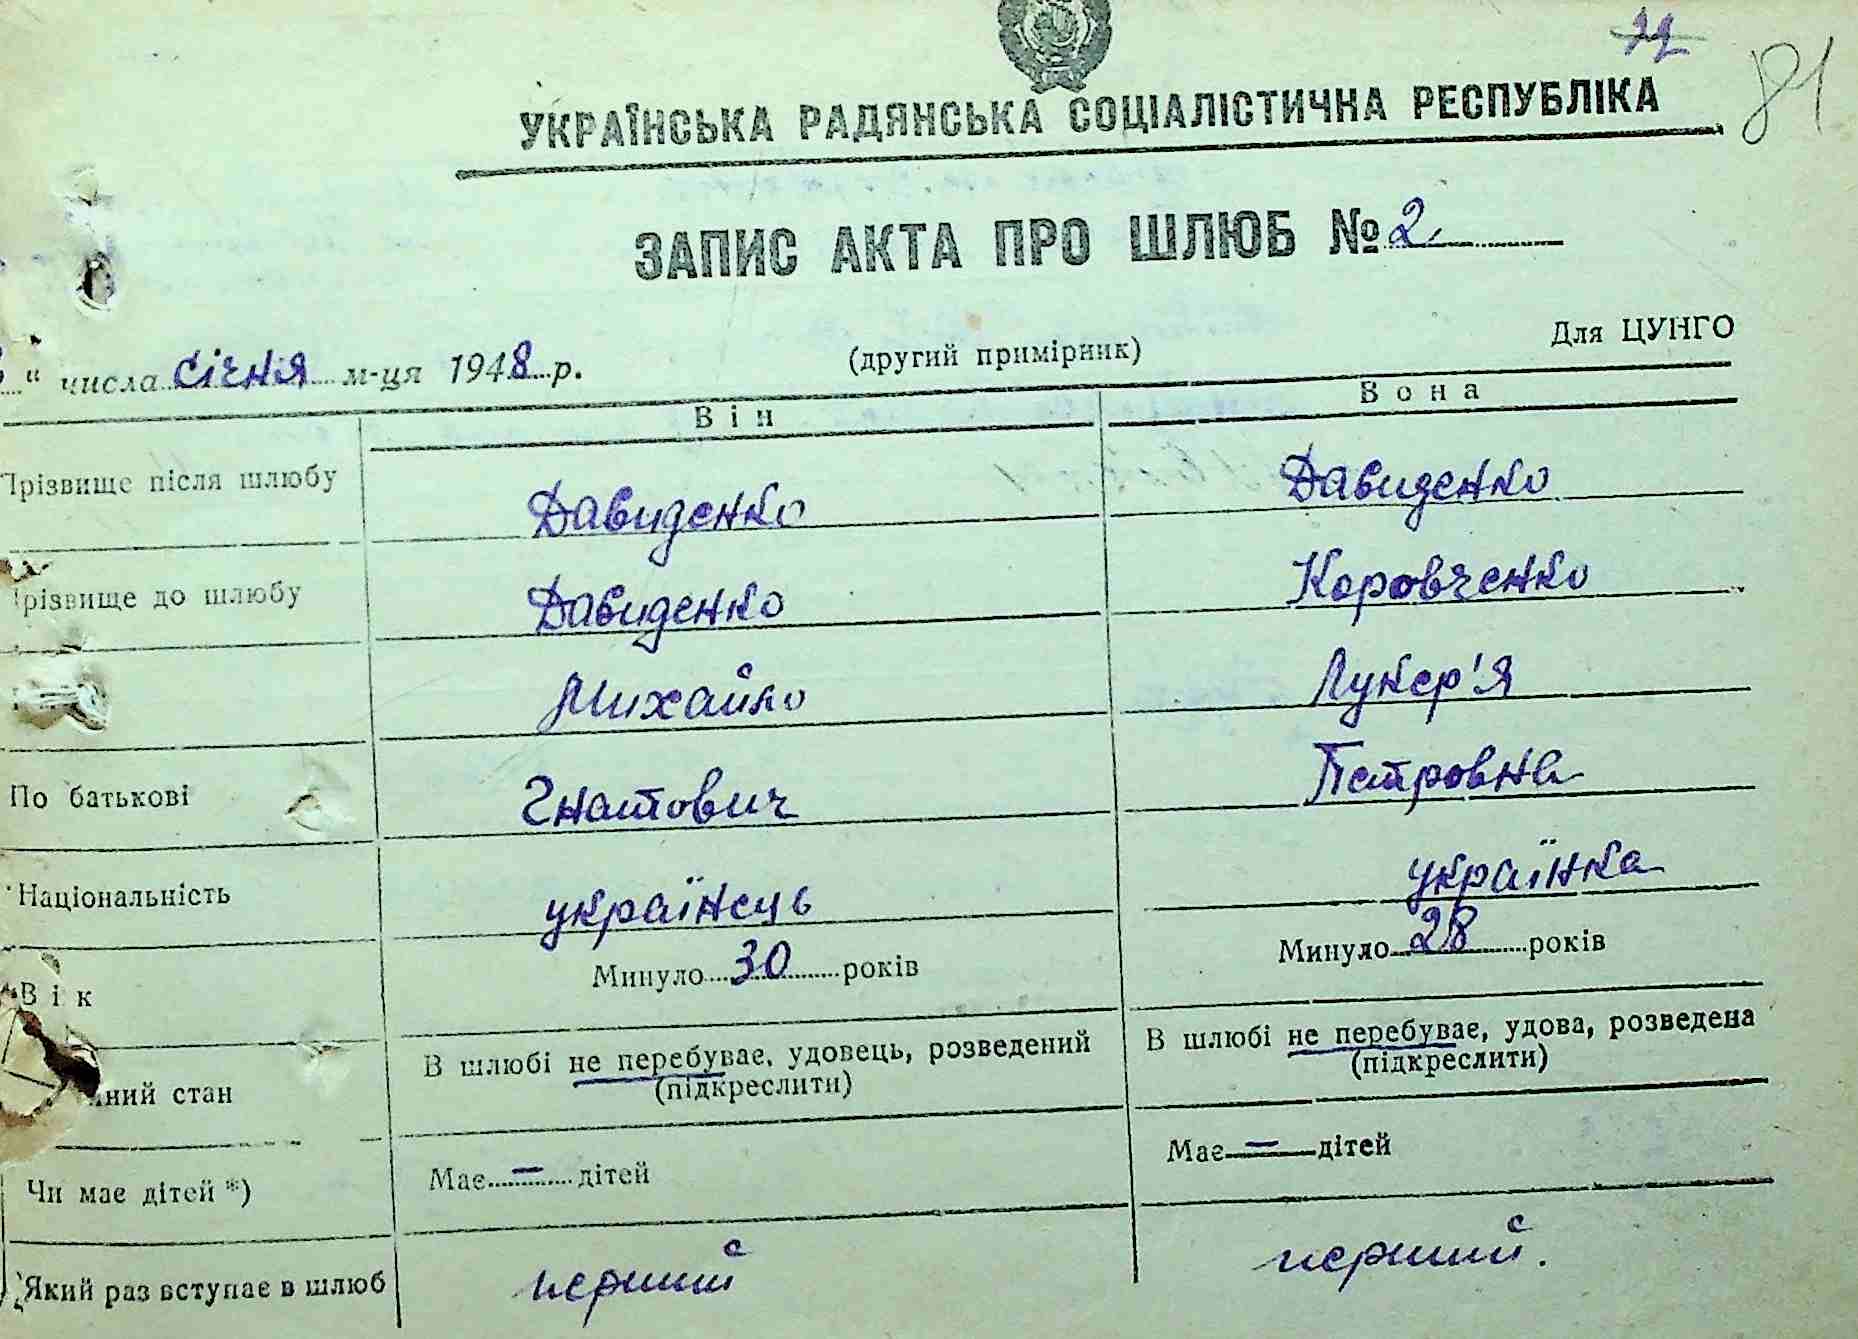 81
УКРАЇНСЬКА РАДЯНСЬКА СОЦІАЛІСТИЧНА РЕСПУБЛІКА
ЗАПИС АКТА ПРО ШЛЮБ № 2
Для ЦУНГО
" числа січня м-ця 1948 р. (другий примірник)
Він Вона
Прізвище після шлюбу Давиденко Давиденко
Прізвище до шлюбу Давиденко Коровченко
Михайло Лукер'я
По батькові Гнатович Петровна
Національність українець українка
Вік Минуло 30 років Минуло 28 років
В шлюбі не перебуває, удовець, розведений В шлюбі не перебуває, удова, розведена
(підкреслити) (підкреслити)
стан
Чи має дітей *) Має — дітей Має — дітей
Який раз вступає в шлюб перший перший.